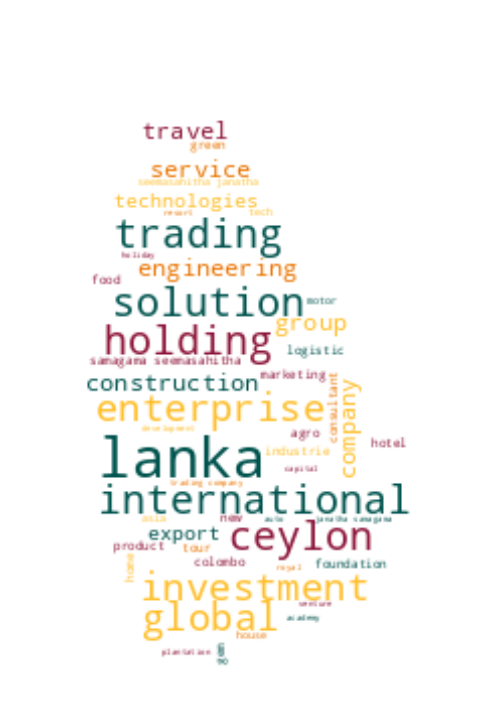 travel
green
service
seemasahitha janatha
technologies
resort
tech
trading
holiday
engineering
food
solution
motor
group
holding
logistic
samagama seemasahitha
marketing
construction
consultant
company
enterprise
development
agro
hotel
lanka
industrie
capital
trading company
international
asia
new
auto
janatha samagama
export
ceylon
product
tour
colombo
home
royal
foundation
investment
venture
global
academy
house
plantation